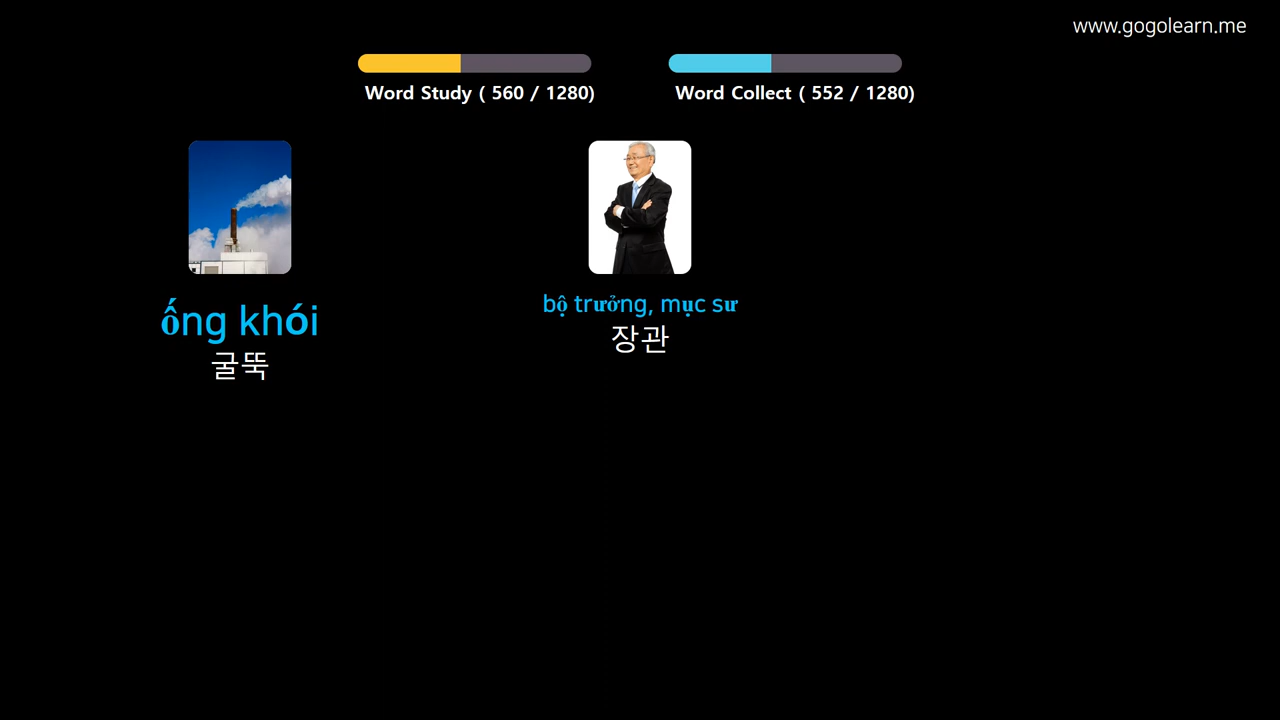 www.gogolearn.me
Word Study ( 560 / 1280)
Word Collect ( 552 / 1280)
ống khói
굴뚝
bộ trưởng, mục sư
장관